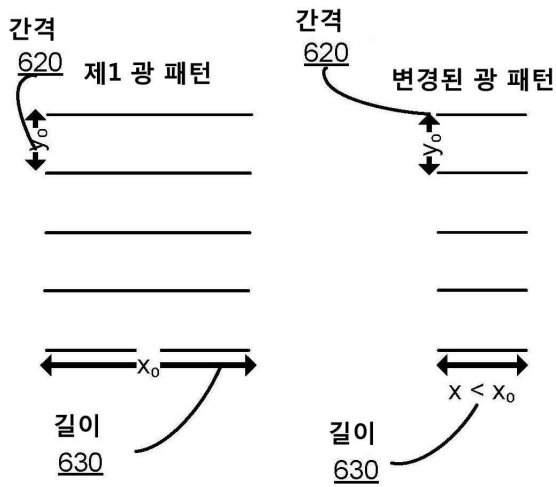 간격
620
제1 광 패턴
y₀
x₀
길이
630
간격
620
변경된 광 패턴
y₀
x < x₀
길이
630